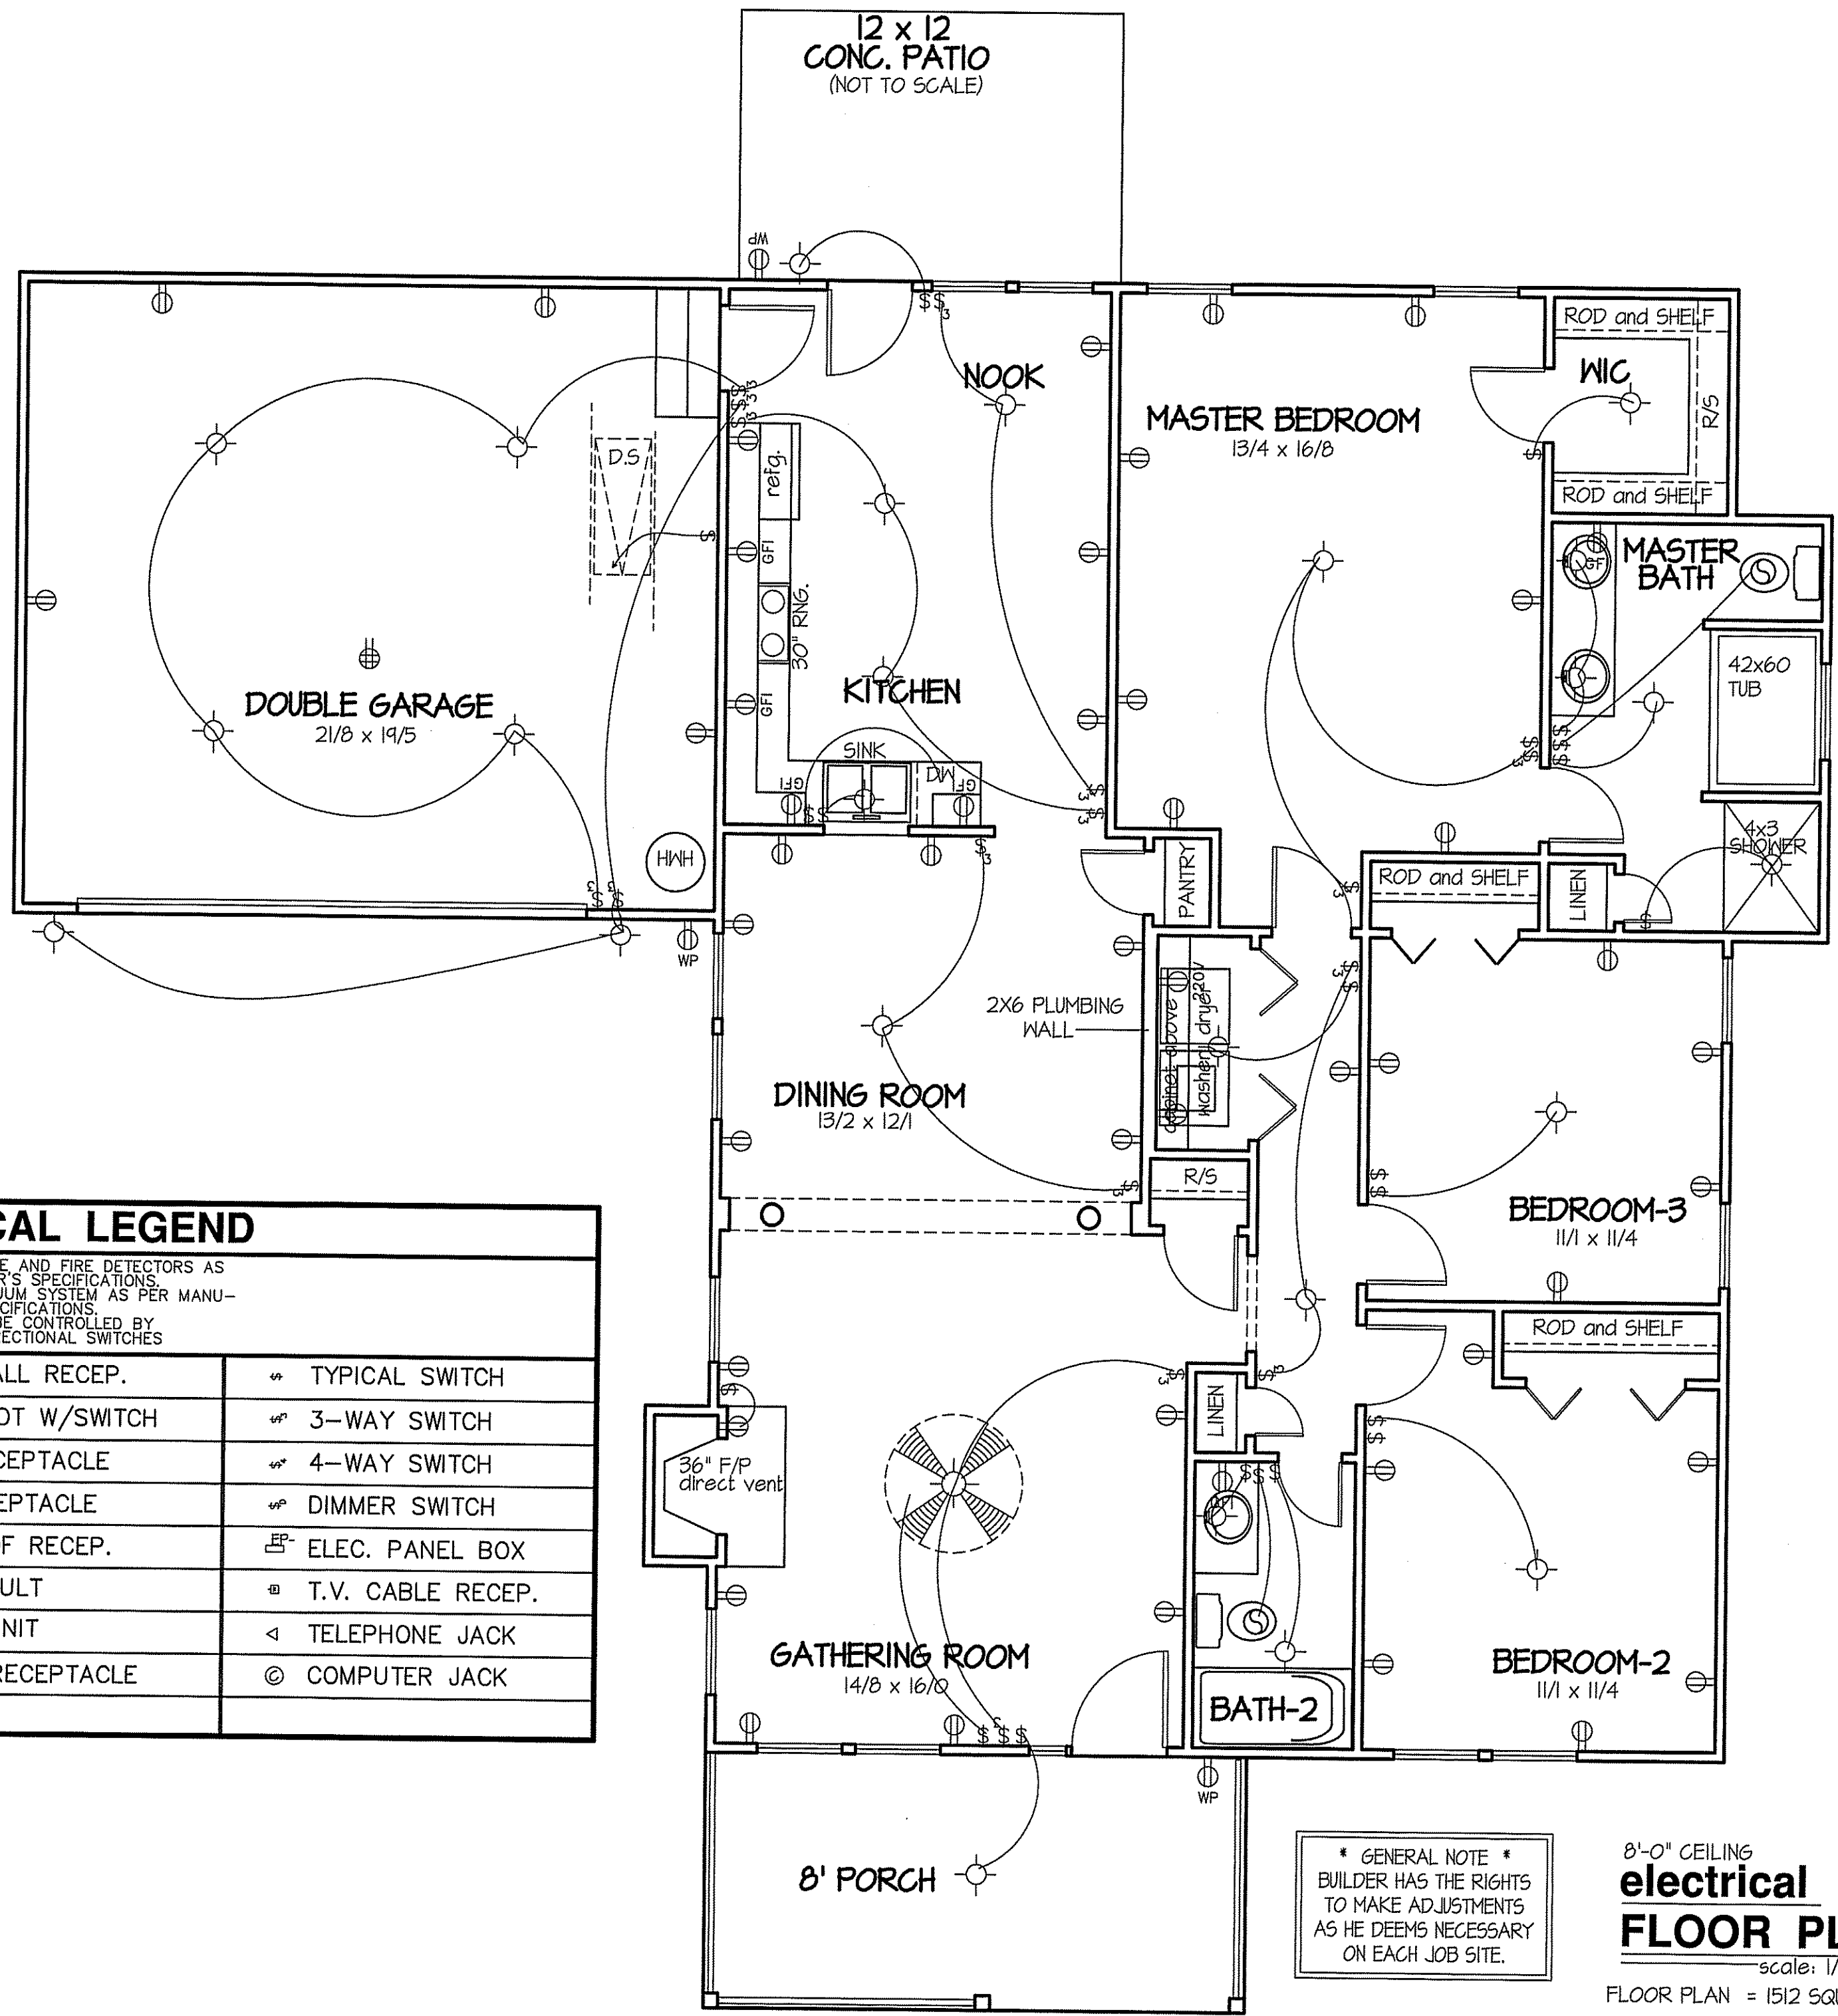 12 x 12
CONC. PATIO
(NOT TO SCALE)
WP
$$3
NOOK
ROD and SHELF
WIC
R/S
ROD and SHELF
MASTER BEDROOM
13/4 x 16/8
D.S
refg.
GFI
30" RNG.
GFI
KITCHEN
SINK
DW
GFI
GFI
MASTER
BATH
GFI
42x60
TUB
4x3
SHOWER
DOUBLE GARAGE
21/8 x 19/5
HWH
WP
PANTRY
ROD and SHELF
LINEN
2X6 PLUMBING
WALL
cabinet above
washer dryer
220V
DINING ROOM
13/2 x 12/1
R/S
BEDROOM-3
11/1 x 11/4
ROD and SHELF
LINEN
36" F/P
direct vent
GATHERING ROOM
14/8 x 16/0
BATH-2
BEDROOM-2
11/1 x 11/4
WP
8' PORCH
CAL LEGEND
E AND FIRE DETECTORS AS
R'S SPECIFICATIONS.
UUM SYSTEM AS PER MANU-
CIFICATIONS.
BE CONTROLLED BY
ECTIONAL SWITCHES
ALL RECEP.
$ TYPICAL SWITCH
OT W/SWITCH
3-WAY SWITCH
CEPTACLE
4-WAY SWITCH
EPTACLE
DIMMER SWITCH
F RECEP.
EP ELEC. PANEL BOX
ULT
T.V. CABLE RECEP.
NIT
TELEPHONE JACK
RECEPTACLE
© COMPUTER JACK
* GENERAL NOTE *
BUILDER HAS THE RIGHTS
TO MAKE ADJUSTMENTS
AS HE DEEMS NECESSARY
ON EACH JOB SITE.
8'-0" CEILING
electrical
FLOOR PL
scale: 1/
FLOOR PLAN = 1512 SQU